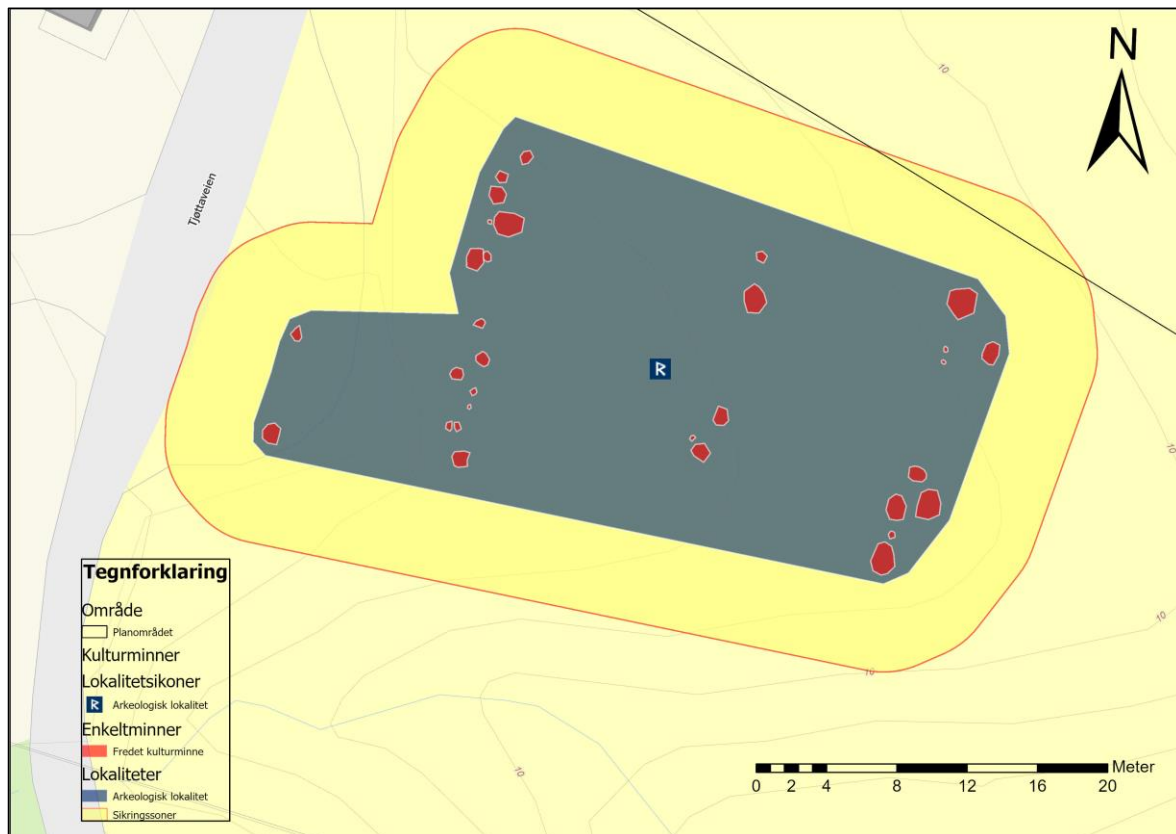 N
10
Tjøttaveien
10
10
10
10
Tegnforklaring
Område
Planområdet
Kulturminner
Lokalitetsikoner
R Arkeologisk lokalitet
Enkeltminner
Fredet kulturminne
Lokaliteter
Arkeologisk lokalitet
Sikringssoner
R
Meter
0 2 4 8 12 16 20